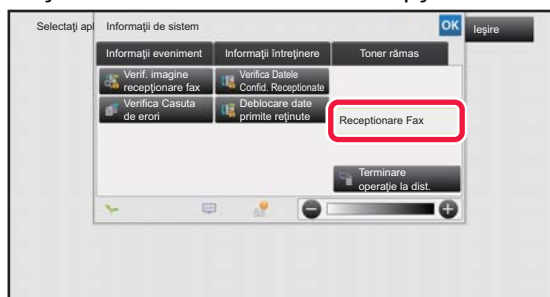 Selectaţi apl
Informaţii de sistem
OK
Ieşire
Informaţii eveniment
Informaţii întreţinere
Toner rămas
Verif. imagine
recepţionare fax
Verifica Datele
Confid. Receptionate
Verifica Casuta
de erori
Deblocare date
primite reţinute
Receptionare Fax
Terminare
operaţie la dist.